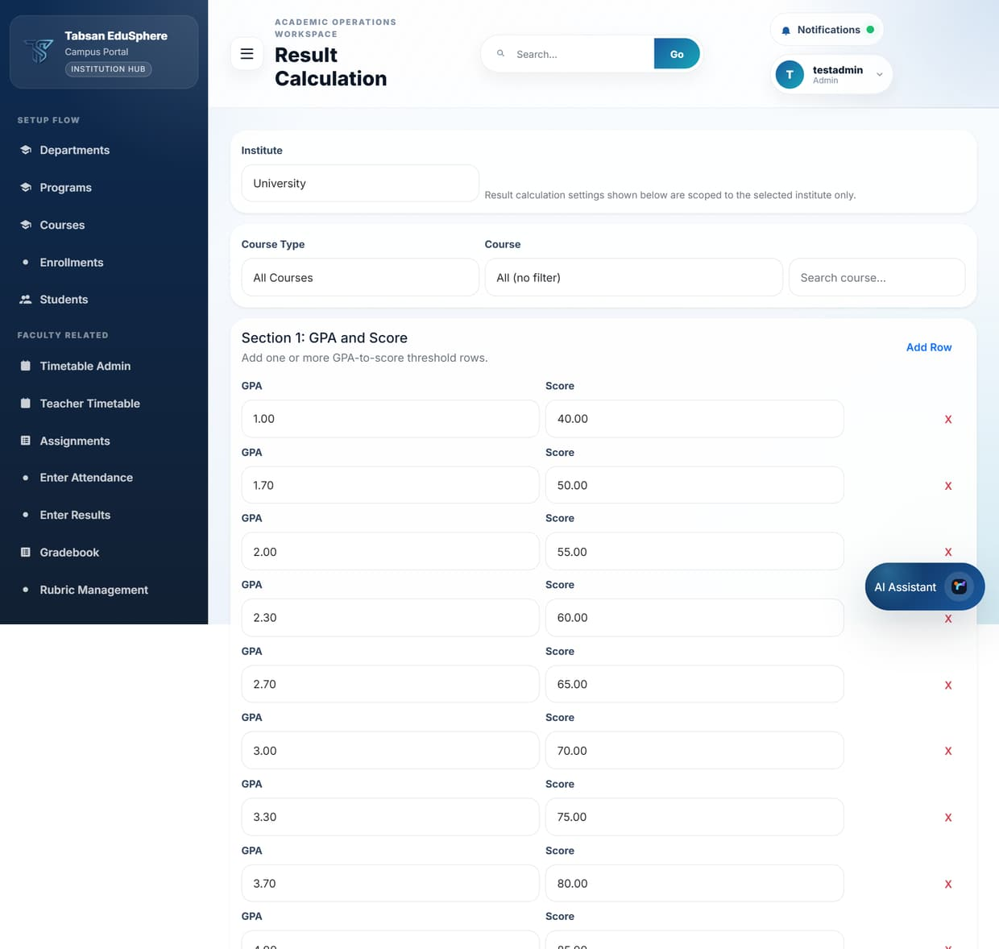 Tabsan EduSphere
Campus Portal
INSTITUTION HUB
SETUP FLOW
Departments
Programs
Courses
Enrollments
Students
FACULTY RELATED
Timetable Admin
Teacher Timetable
Assignments
Enter Attendance
Enter Results
Gradebook
Rubric Management
ACADEMIC OPERATIONS
WORKSPACE
Result
Calculation
Search...
Go
Notifications
T
testadmin
Admin
Institute
University
Result calculation settings shown below are scoped to the selected institute only.
Course Type
Course
All Courses
All (no filter)
Search course...
Section 1: GPA and Score
Add one or more GPA-to-score threshold rows.
Add Row
GPA
Score
1.00
40.00
X
GPA
Score
1.70
50.00
X
GPA
Score
2.00
55.00
X
GPA
Score
2.30
60.00
X
AI Assistant
GPA
Score
2.70
65.00
X
GPA
Score
3.00
70.00
X
GPA
Score
3.30
75.00
X
GPA
Score
3.70
80.00
X
GPA
Score